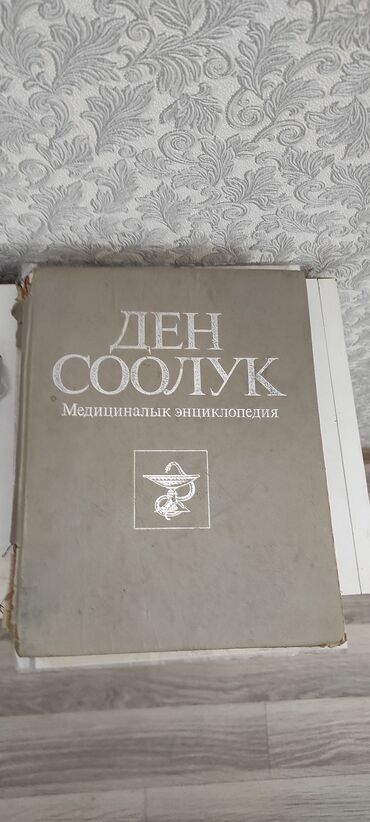 ДЕН
СООЛУК
Медициналык энциклопедия